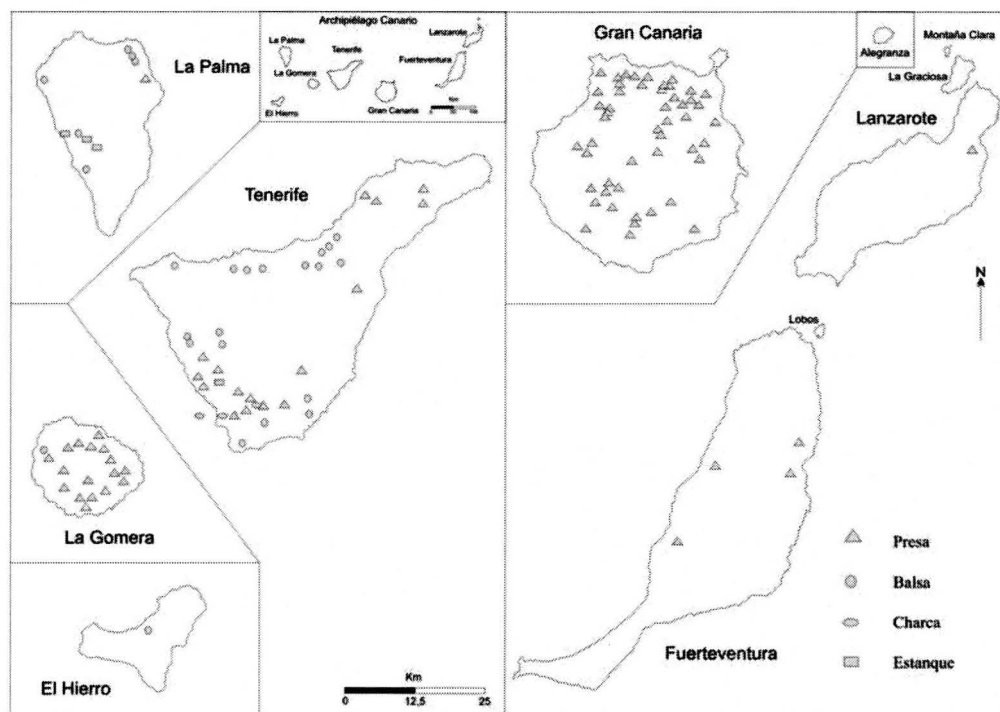 La Palma
Archipiélago Canario
La Palma
Tenerife
Lanzarote
La Gomera
Fuerteventura
El Hierro
Gran Canaria
Km
Gran Canaria
Alegranza
Montaña Clara
La Graciosa
Lanzarote
Tenerife
N
Lobos
La Gomera
El Hierro
Km
0 12,5 25
Fuerteventura
Presa
Balsa
Charca
Estanque